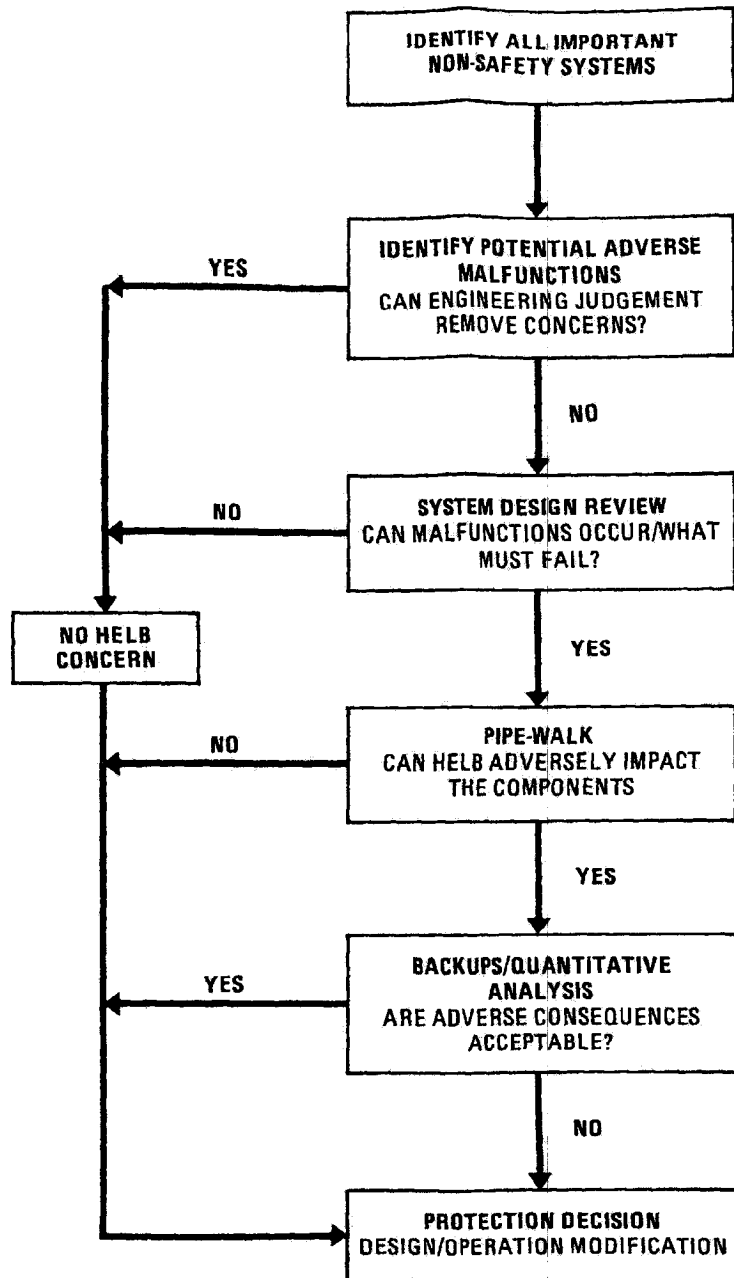 IDENTIFY ALL IMPORTANT
NON-SAFETY SYSTEMS
IDENTIFY POTENTIAL ADVERSE
MALFUNCTIONS
CAN ENGINEERING JUDGEMENT
REMOVE CONCERNS?
YES
NO
SYSTEM DESIGN REVIEW
CAN MALFUNCTIONS OCCUR/WHAT
MUST FAIL?
NO
NO HELB
CONCERN
YES
PIPE-WALK
CAN HELB ADVERSELY IMPACT
THE COMPONENTS
NO
YES
BACKUPS/QUANTITATIVE
ANALYSIS
ARE ADVERSE CONSEQUENCES
ACCEPTABLE?
YES
NO
PROTECTION DECISION
DESIGN/OPERATION MODIFICATION